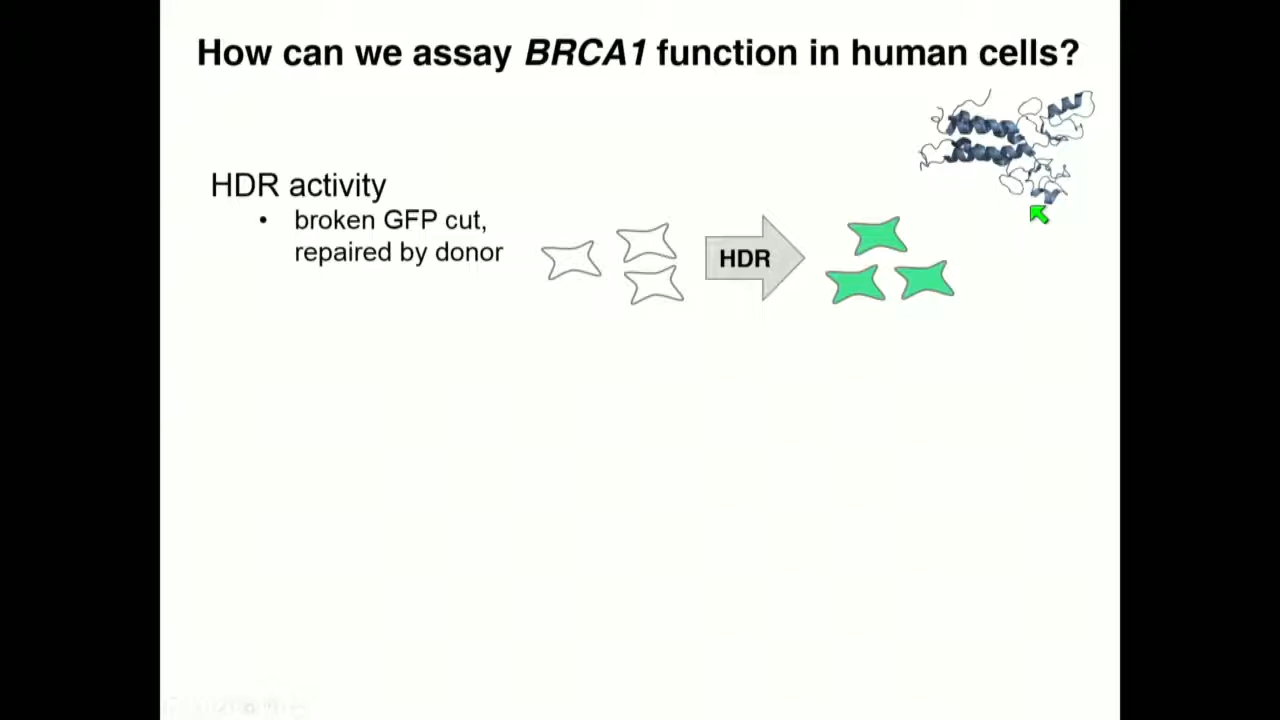 How can we assay BRCA1 function in human cells?
HDR activity
• broken GFP cut,
repaired by donor
HDR